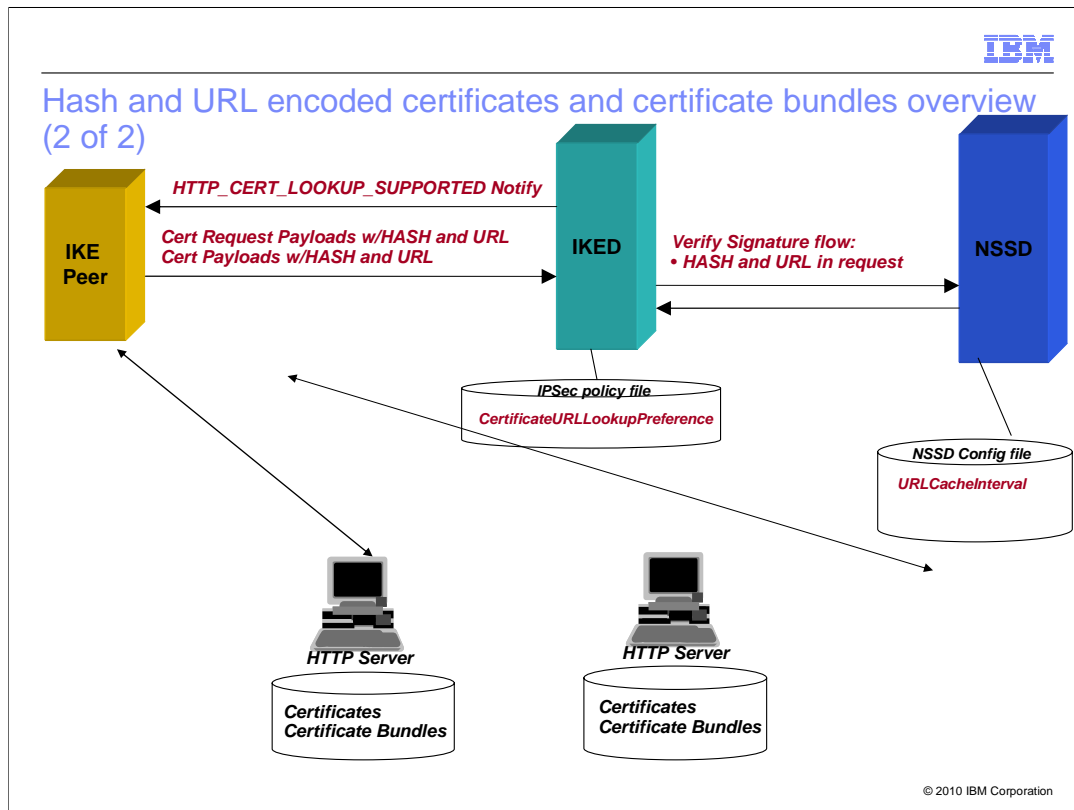 IBM
Hash and URL encoded certificates and certificate bundles overview
(2 of 2)
HTTP_CERT_LOOKUP_SUPPORTED Notify
IKE
Peer
Cert Request Payloads w/HASH and URL
Cert Payloads w/HASH and URL
IKED
Verify Signature flow:
• HASH and URL in request
NSSD
IPSec policy file
CertificateURLLookupPreference
NSSD Config file
URLCacheInterval
HTTP Server
Certificates
Certificate Bundles
HTTP Server
Certificates
Certificate Bundles
© 2010 IBM Corporation